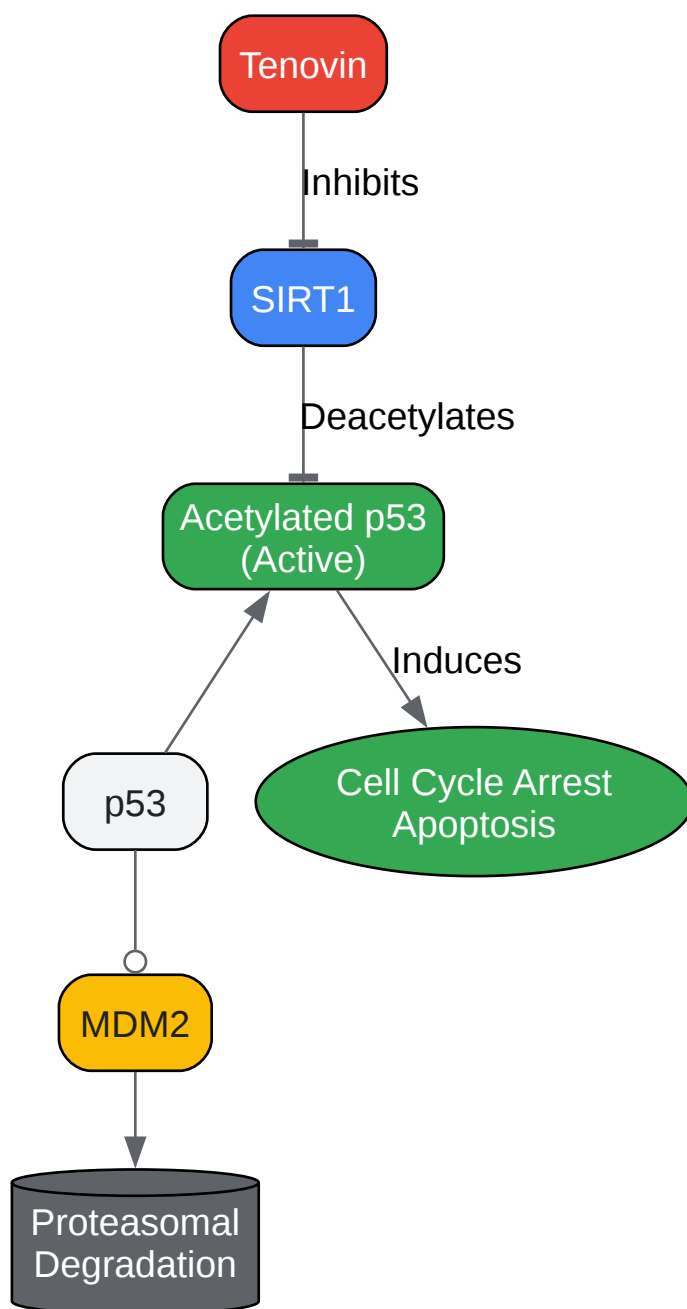 Tenovin
Inhibits
SIRT1
Deacetylates
Acetylated p53
(Active)
Induces
p53
Cell Cycle Arrest
Apoptosis
MDM2
Proteasomal
Degradation